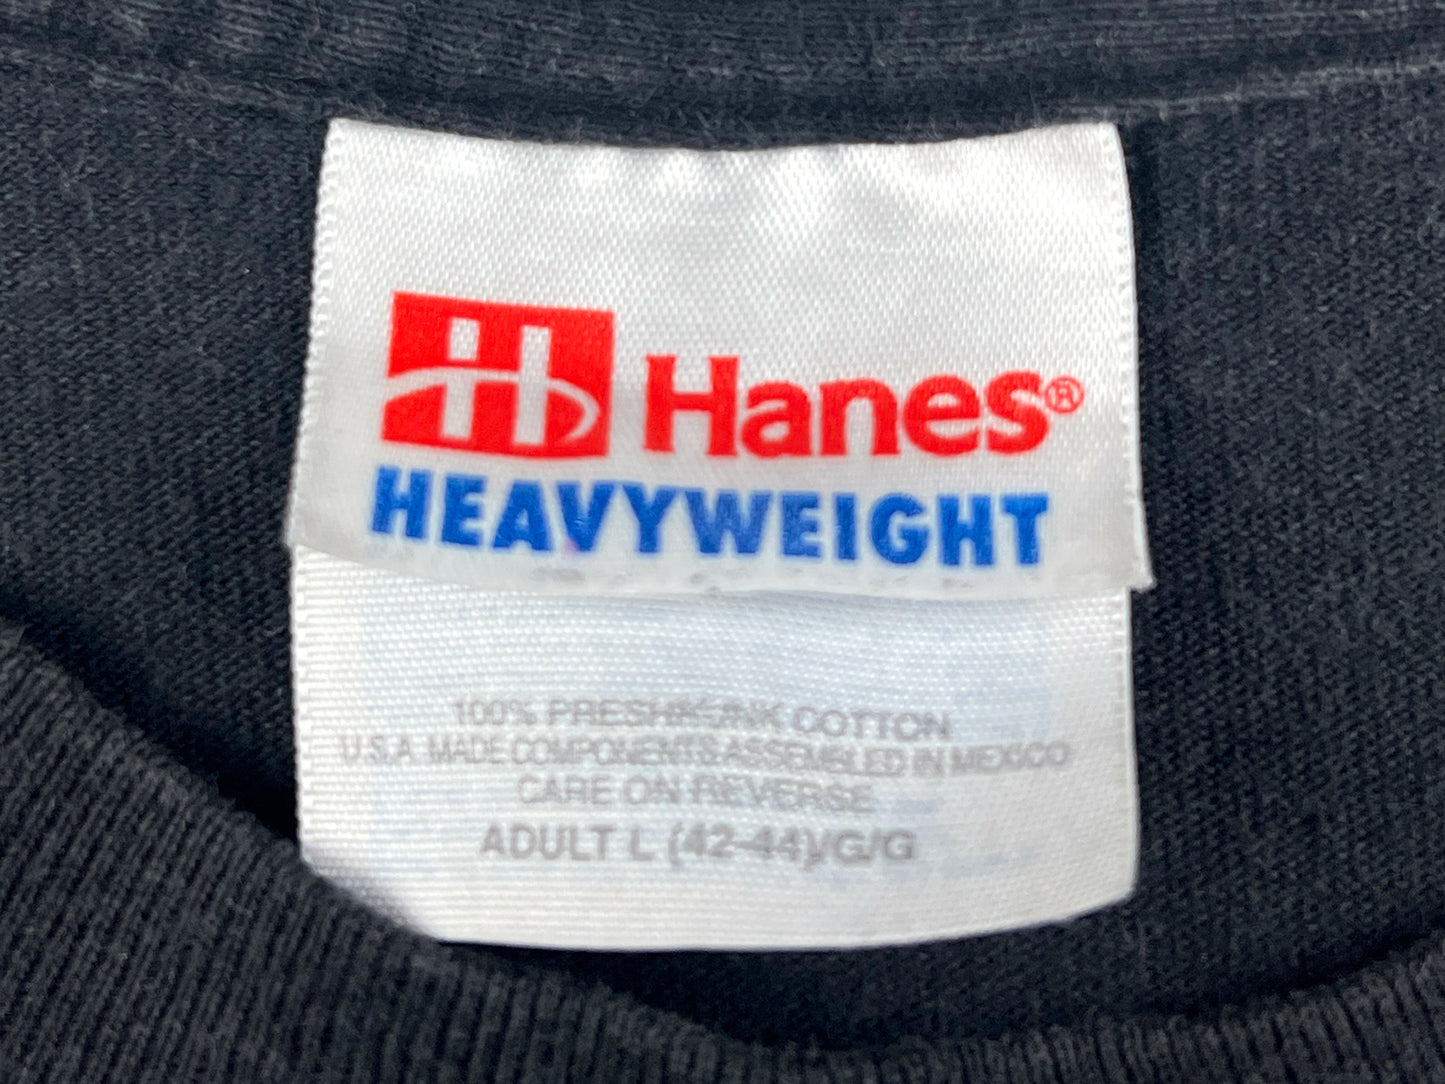 H Hanes®
HEAVYWEIGHT
100% PRESHRUNK COTTON
U.S.A. MADE COMPONENTS ASSEMBLED IN MEXICO
CARE ON REVERSE
ADULT L (42-44)/G/G